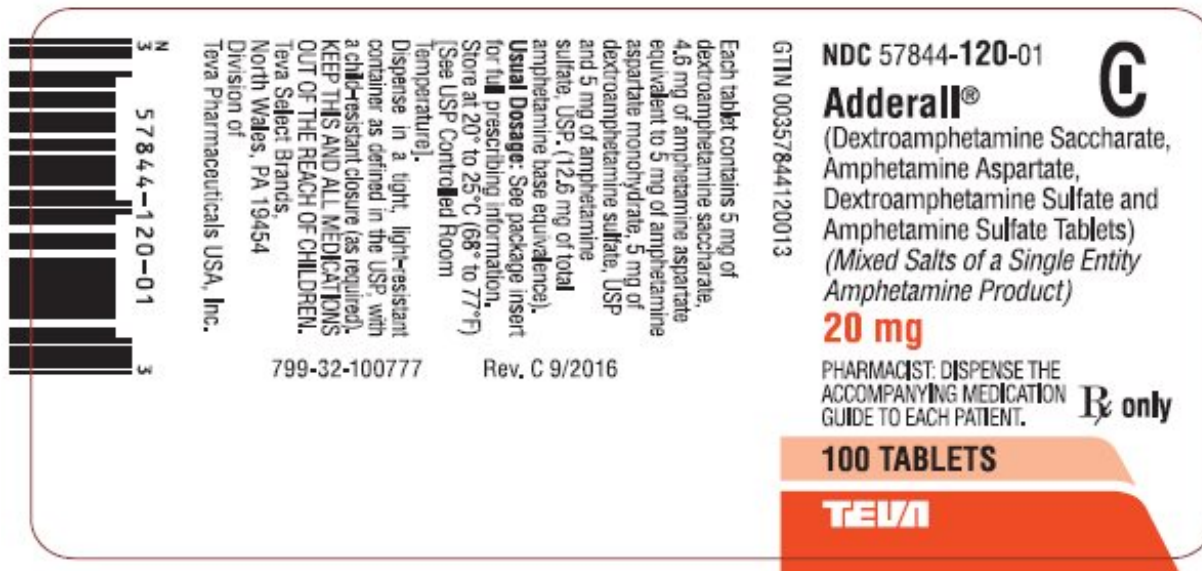 NDC 57844-120-01
CII
Adderall®
(Dextroamphetamine Saccharate,
Amphetamine Aspartate,
Dextroamphetamine Sulfate and
Amphetamine Sulfate Tablets)
(Mixed Salts of a Single Entity
Amphetamine Product)
20 mg
PHARMACIST: DISPENSE THE
ACCOMPANYING MEDICATION
GUIDE TO EACH PATIENT.
Rx only
100 TABLETS
TEVA
GTIN 00357844120013
Each tablet contains 5 mg of
dextroamphetamine saccharate,
4.6 mg of amphetamine aspartate
equivalent to 5 mg of amphetamine
aspartate monohydrate, 5 mg of
dextroamphetamine sulfate, USP
and 5 mg of amphetamine
sulfate, USP. (12.6 mg of total
amphetamine base equivalence).
Usual Dosage: See package insert
for full prescribing information.
Store at 20° to 25°C (68° to 77°F)
[See USP Controlled Room
Temperature].
Dispense in a tight, light-resistant
container as defined in the USP, with
a child-resistant closure (as required).
KEEP THIS AND ALL MEDICATIONS
OUT OF THE REACH OF CHILDREN.
Teva Select Brands,
North Wales, PA 19454
Division of
Teva Pharmaceuticals USA, Inc.
799-32-100777
Rev. C 9/2016
N
3 57844-120-01 3